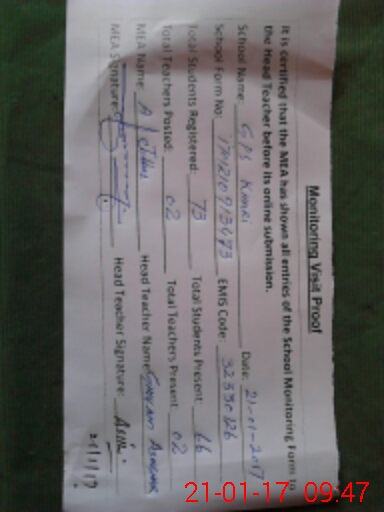 Monitoring Visit Proof
It is certified that the MEA has shown all entries of the School Monitoring Form to
the Head Teacher before its online submission.
School Name: GPS Date: 21-01-2017
School Form No: EMIS Code: 33330126
Total Students Registered: 73 Total Students Present: 66
Total Teachers Posted: 02 Total Teachers Present: 02
MEA Name: Head Teacher Name: Ghulam Asghar
MEA Signature: Head Teacher Signature:
21/1/17
21-01-17 09:47